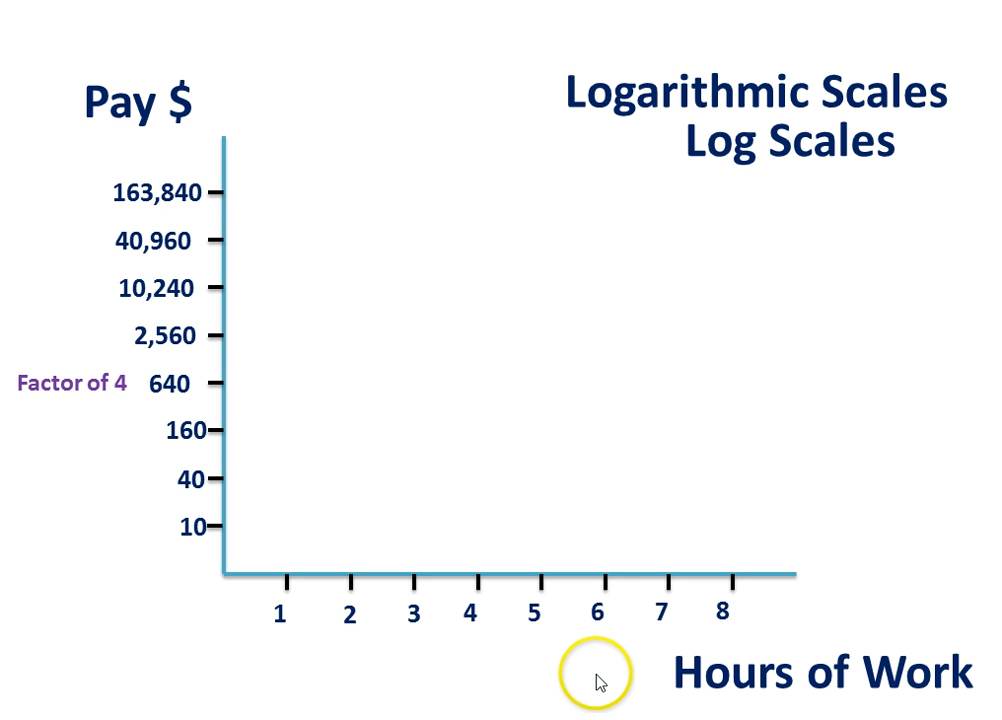 Pay $
Logarithmic Scales
Log Scales
163,840
40,960
10,240
2,560
Factor of 4 640
160
40
10
1 2 3 4 5 6 7 8
Hours of Work